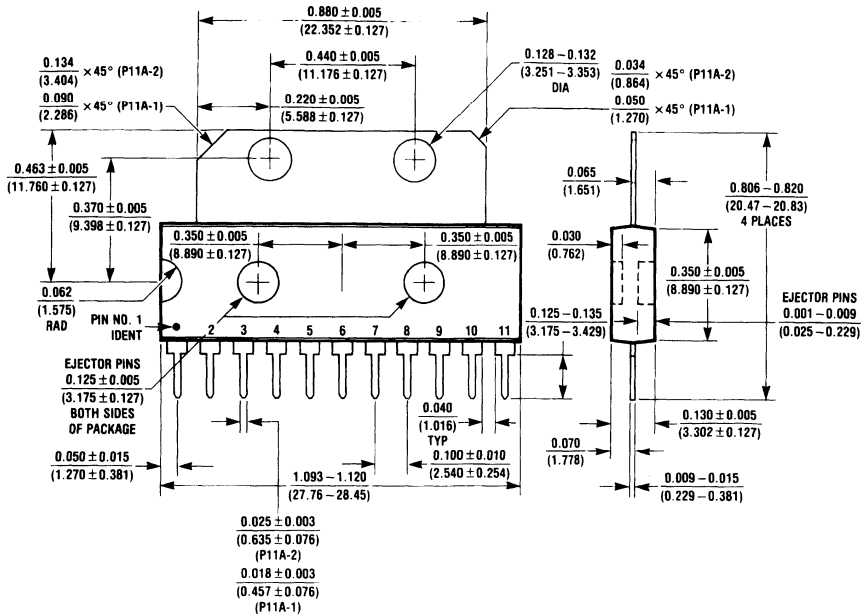 0.880 ± 0.005
(22.352 ± 0.127)
0.440 ± 0.005
(11.176 ± 0.127)
0.134
(3.404)
× 45° (P11A-2)
0.090
(2.286)
× 45° (P11A-1)
0.220 ± 0.005
(5.588 ± 0.127)
0.128 – 0.132
(3.251 – 3.353)
DIA
0.034
(0.864)
× 45° (P11A-2)
0.050
(1.270)
× 45° (P11A-1)
0.463 ± 0.005
(11.760 ± 0.127)
0.370 ± 0.005
(9.398 ± 0.127)
0.065
(1.651)
0.806 – 0.820
(20.47 – 20.83)
4 PLACES
0.350 ± 0.005
(8.890 ± 0.127)
0.350 ± 0.005
(8.890 ± 0.127)
0.030
(0.762)
0.350 ± 0.005
(8.890 ± 0.127)
0.062
(1.575)
RAD
PIN NO. 1
IDENT
2 3 4 5 6 7 8 9 10 11
0.125 – 0.135
(3.175 – 3.429)
EJECTOR PINS
0.001 – 0.009
(0.025 – 0.229)
EJECTOR PINS
0.125 ± 0.005
(3.175 ± 0.127)
BOTH SIDES
OF PACKAGE
0.040
(1.016)
TYP
0.130 ± 0.005
(3.302 ± 0.127)
0.050 ± 0.015
(1.270 ± 0.381)
0.100 ± 0.010
(2.540 ± 0.254)
0.070
(1.778)
1.093 – 1.120
(27.76 – 28.45)
0.009 – 0.015
(0.229 – 0.381)
0.025 ± 0.003
(0.635 ± 0.076)
(P11A-2)
0.018 ± 0.003
(0.457 ± 0.076)
(P11A-1)